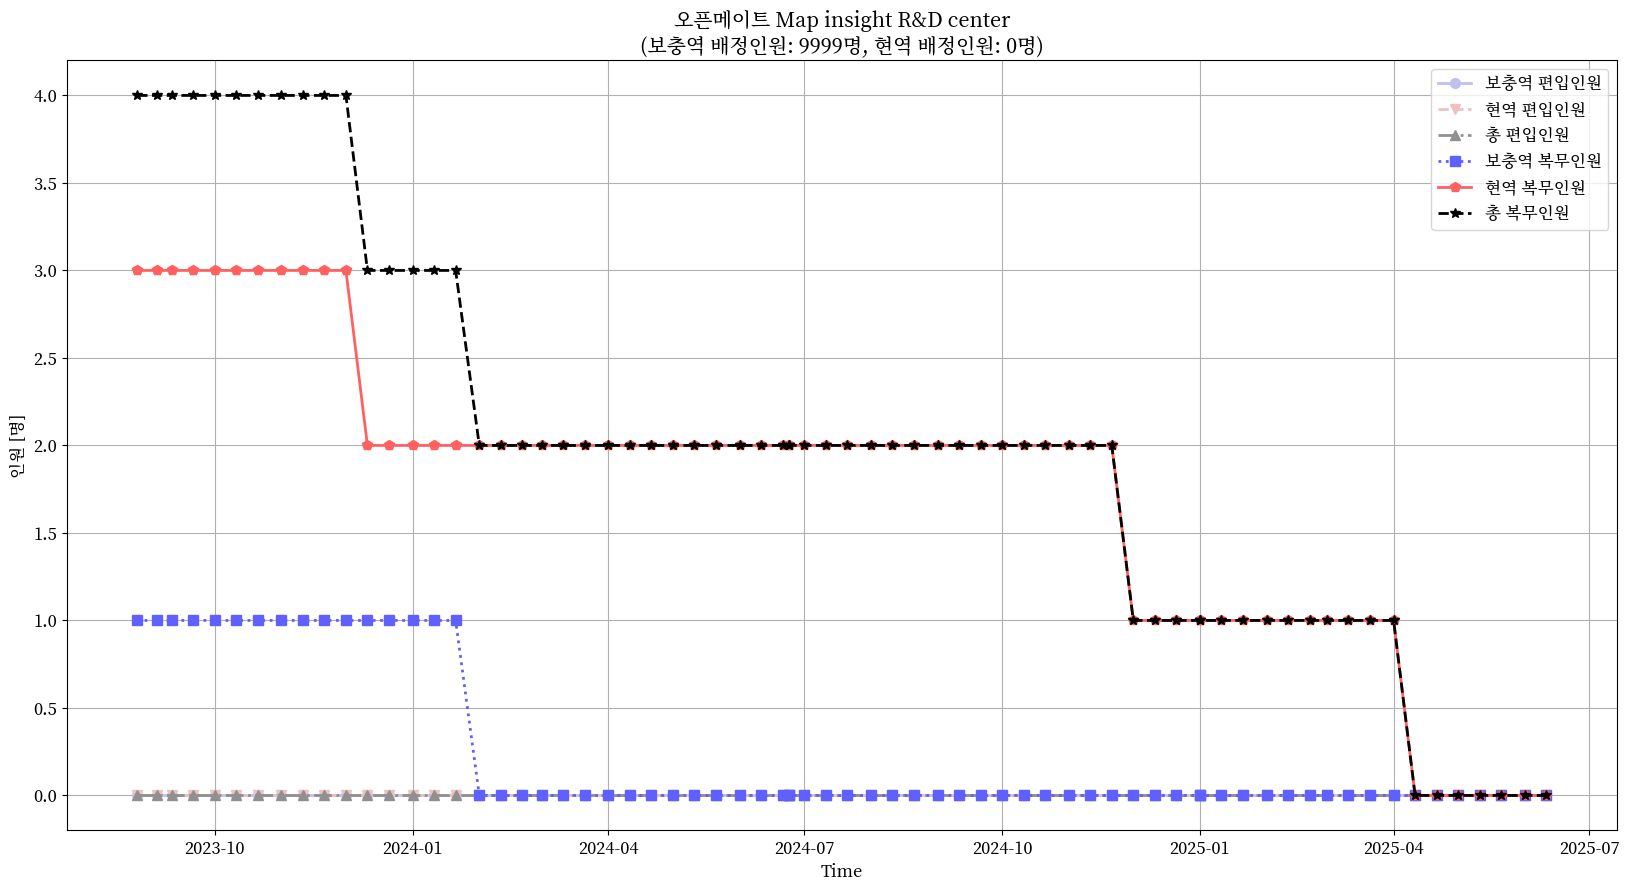 오픈메이트 Map insight R&D center
(보충역 배정인원: 9999명, 현역 배정인원: 0명)
보충역 편입인원
현역 편입인원
총 편입인원
보충역 복무인원
현역 복무인원
총 복무인원
인원 [명]
4.0
3.5
3.0
2.5
2.0
1.5
1.0
0.5
0.0
2023-10
2024-01
2024-04
2024-07
2024-10
2025-01
2025-04
2025-07
Time